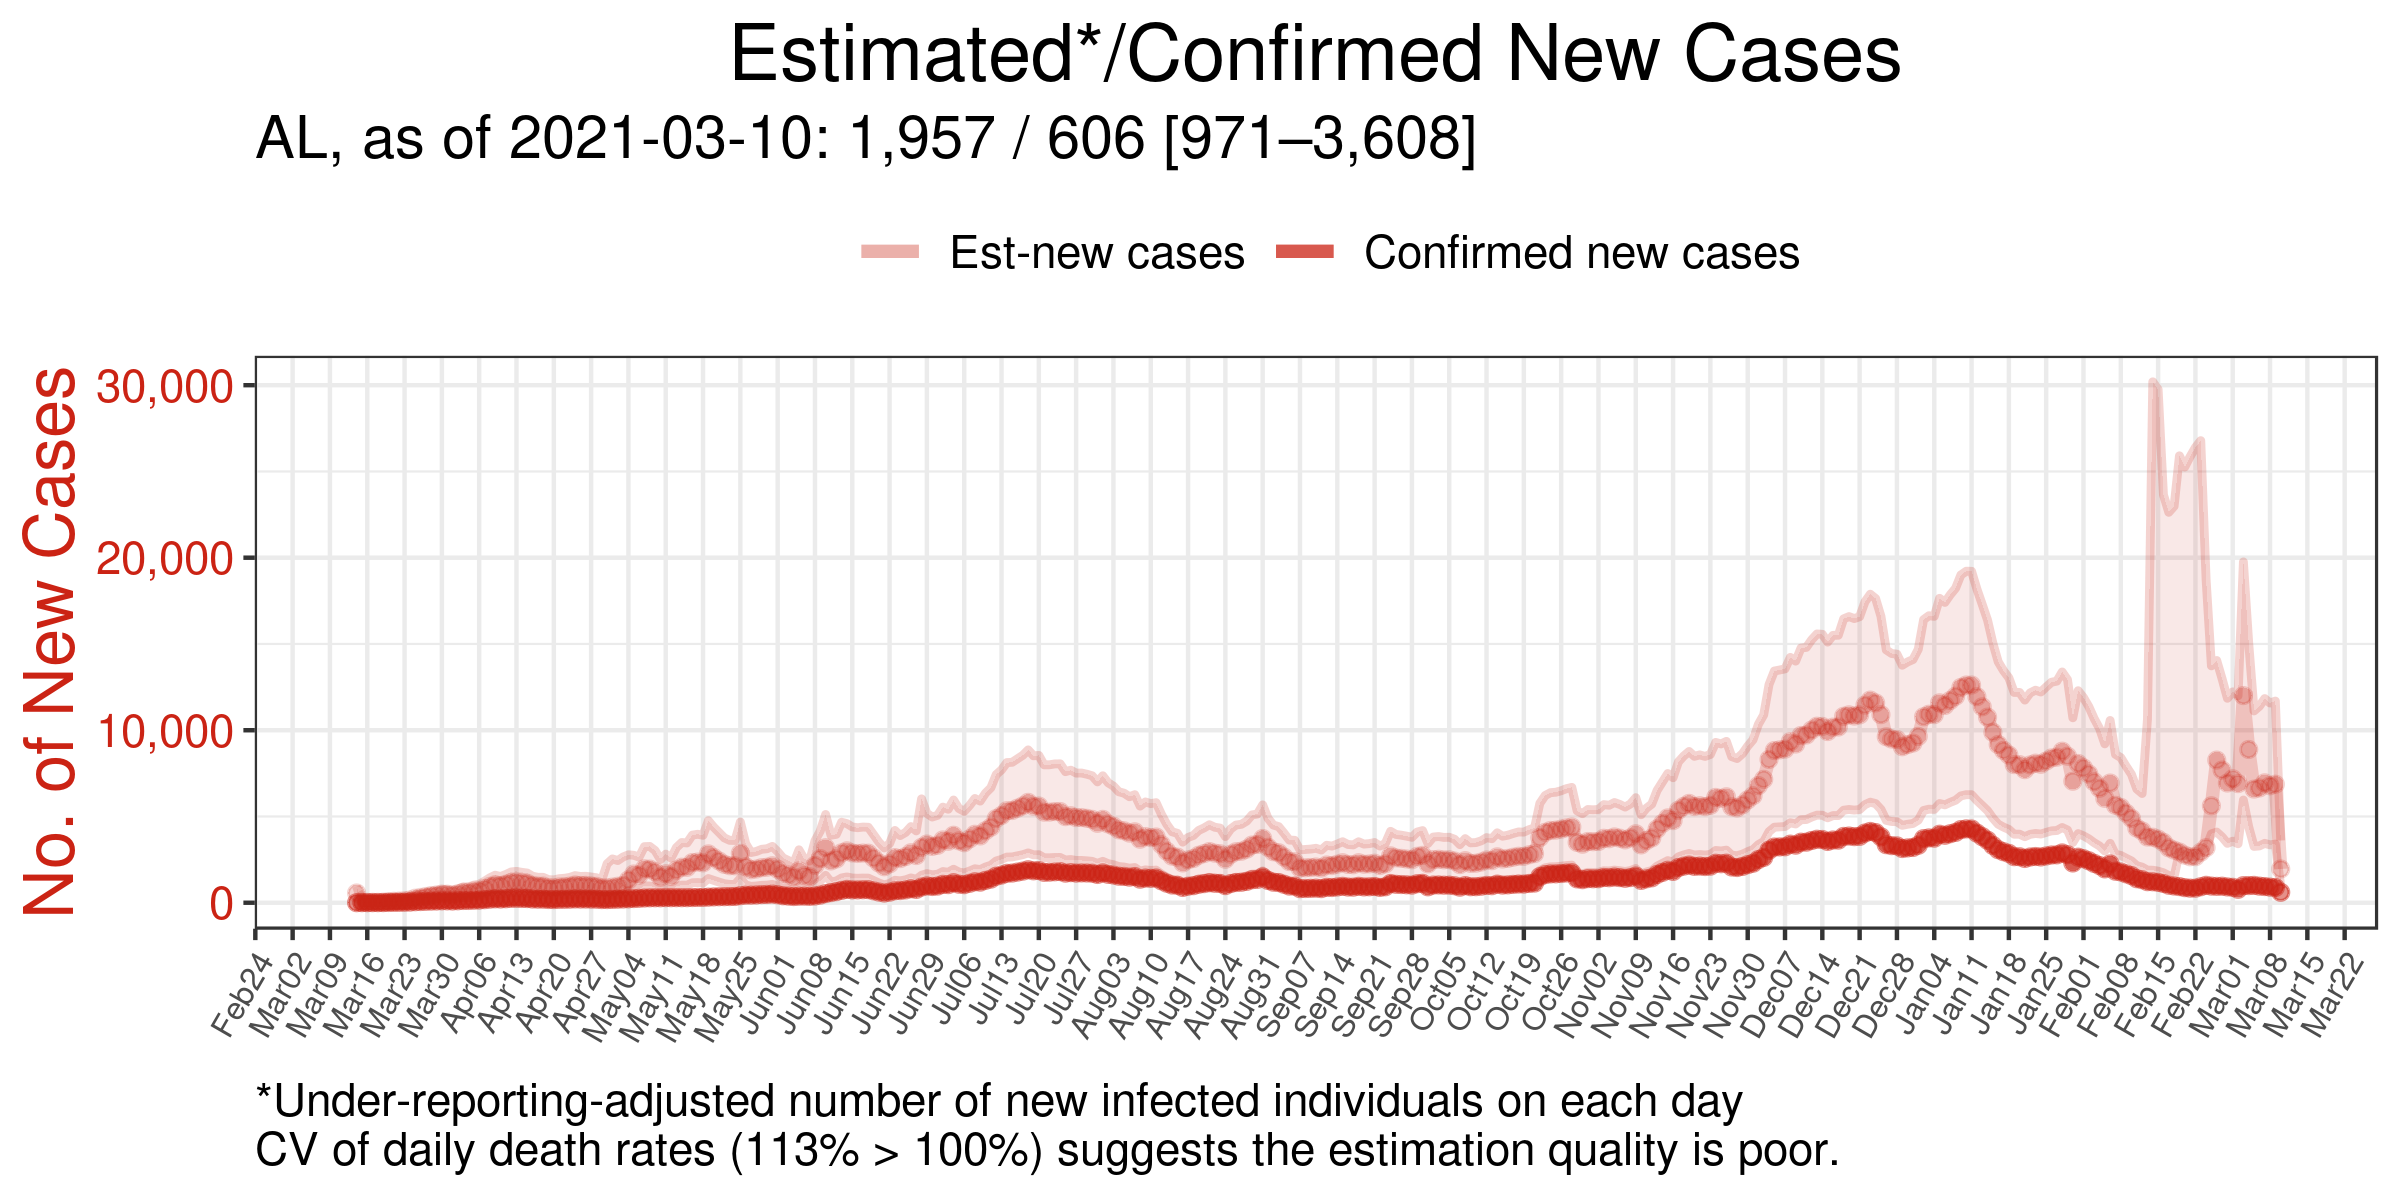 Estimated*/Confirmed New Cases
AL, as of 2021-03-10: 1,957 / 606 [971–3,608]
Est-new cases Confirmed new cases
No. of New Cases
30,000
20,000
10,000
0
Feb24 Mar02 Mar09 Mar16 Mar23 Mar30 Apr06 Apr13 Apr20 Apr27 May04 May11 May18 May25 Jun01 Jun08 Jun15 Jun22 Jun29 Jul06 Jul13 Jul20 Jul27 Aug03 Aug10 Aug17 Aug24 Aug31 Sep07 Sep14 Sep21 Sep28 Oct05 Oct12 Oct19 Oct26 Nov02 Nov09 Nov16 Nov23 Nov30 Dec07 Dec14 Dec21 Dec28 Jan04 Jan11 Jan18 Jan25 Feb01 Feb08 Feb15 Feb22 Mar01 Mar08 Mar15 Mar22
*Under-reporting-adjusted number of new infected individuals on each day
CV of daily death rates (113% > 100%) suggests the estimation quality is poor.